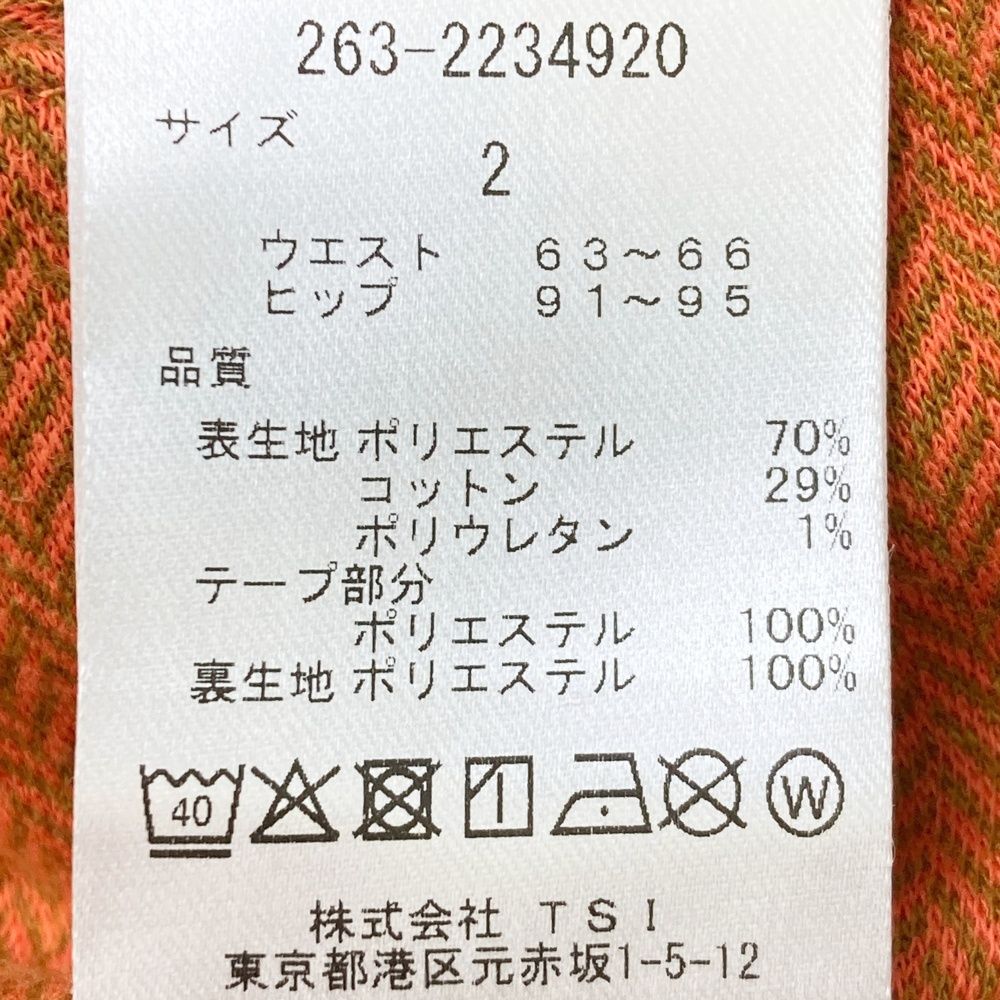 263-2234920
サイズ
2
ウエスト 63～66
ヒップ 91～95
品質
表生地 ポリエステル 70%
コットン 29%
ポリウレタン 1%
テープ部分
ポリエステル 100%
裏生地 ポリエステル 100%
40 W
株式会社 TSI
東京都港区元赤坂1-5-12